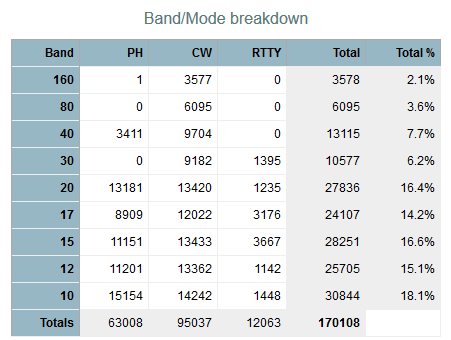 Band/Mode breakdown
Band PH CW RTTY Total Total %
160 1 3577 0 3578 2.1%
80 0 6095 0 6095 3.6%
40 3411 9704 0 13115 7.7%
30 0 9182 1395 10577 6.2%
20 13181 13420 1235 27836 16.4%
17 8909 12022 3176 24107 14.2%
15 11151 13433 3667 28251 16.6%
12 11201 13362 1142 25705 15.1%
10 15154 14242 1448 30844 18.1%
Totals 63008 95037 12063 170108